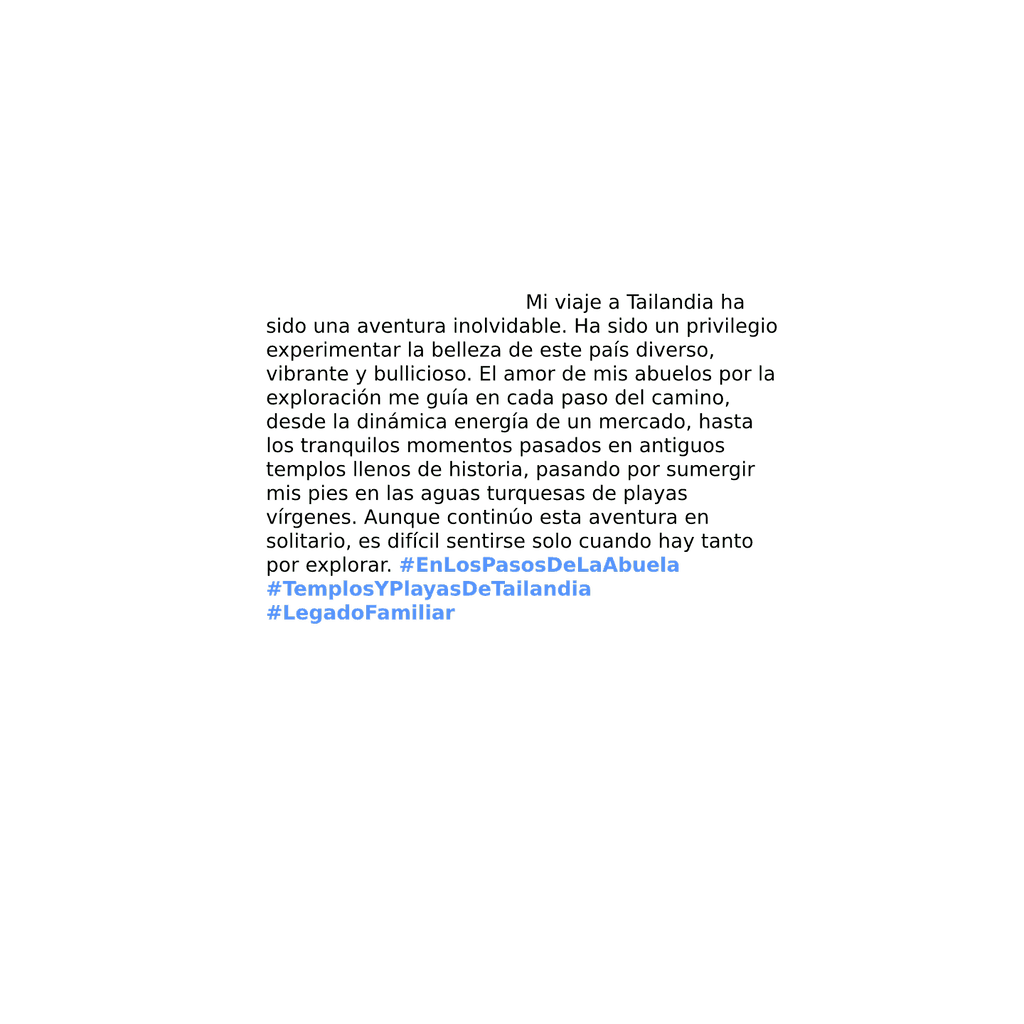 Mi viaje a Tailandia ha
sido una aventura inolvidable. Ha sido un privilegio
experimentar la belleza de este país diverso,
vibrante y bullicioso. El amor de mis abuelos por la
exploración me guía en cada paso del camino,
desde la dinámica energía de un mercado, hasta
los tranquilos momentos pasados en antiguos
templos llenos de historia, pasando por sumergir
mis pies en las aguas turquesas de playas
vírgenes. Aunque continúo esta aventura en
solitario, es difícil sentirse solo cuando hay tanto
por explorar. #EnLosPasosDeLaAbuela
#TemplosYPlayasDeTailandia
#LegadoFamiliar